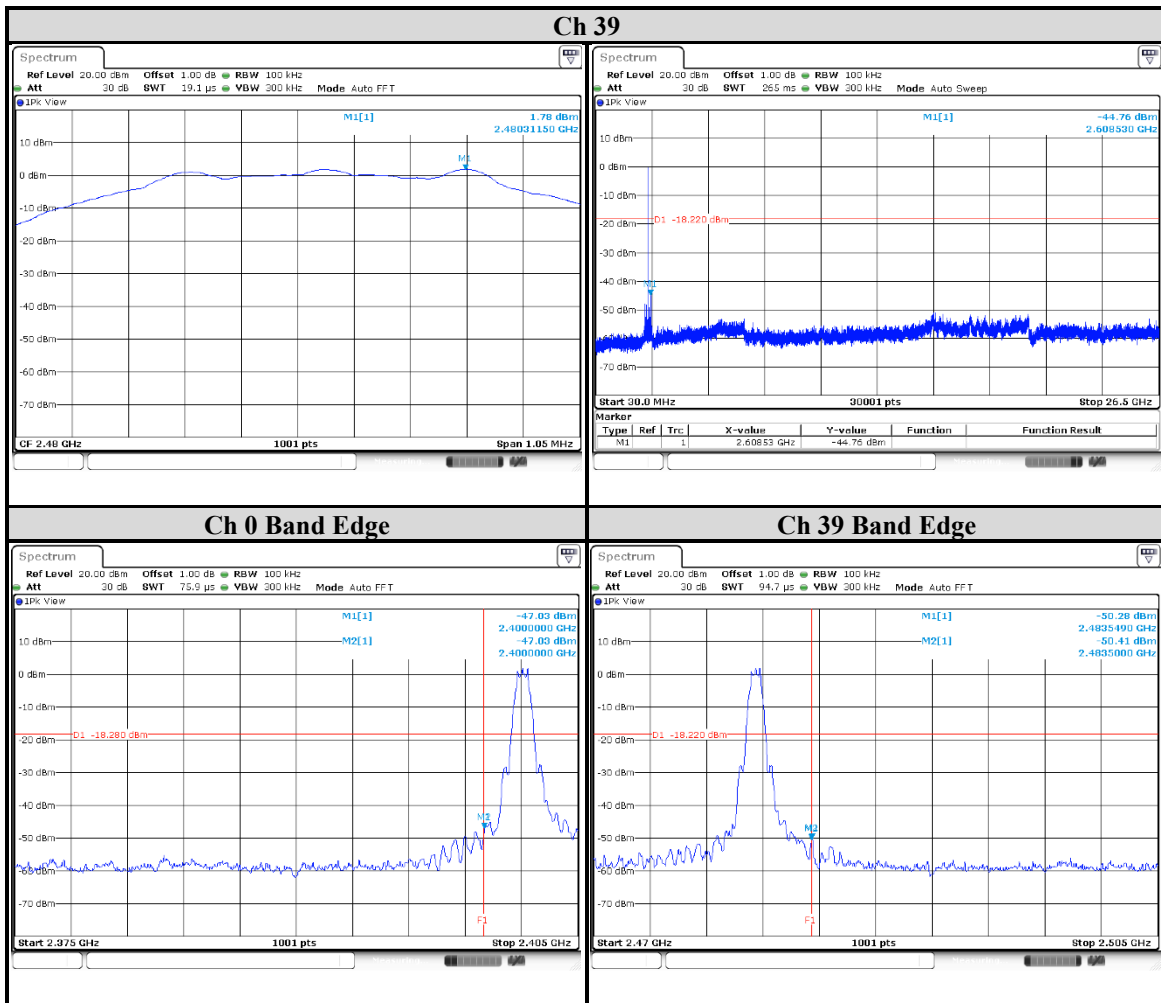 Ch 39
Spectrum
Ref Level 20.00 dBm Offset 1.00 dB RBW 100 kHz
Att 30 dB SWT 19.1 µs VBW 300 kHz Mode Auto FFT
1Pk View
M1[1] 1.78 dBm
2.48031150 GHz
10 dBm
M1
0 dBm
-10 dBm
-20 dBm
-30 dBm
-40 dBm
-50 dBm
-60 dBm
-70 dBm
CF 2.48 GHz 1001 pts Span 1.05 MHz
Spectrum
Ref Level 20.00 dBm Offset 1.00 dB RBW 100 kHz
Att 30 dB SWT 265 ms VBW 300 kHz Mode Auto Sweep
1Pk View
M1[1] -44.76 dBm
2.608530 GHz
10 dBm
0 dBm
-10 dBm
D1 -18.220 dBm
-20 dBm
-30 dBm
-40 dBm
M1
-50 dBm
-60 dBm
-70 dBm
Start 30.0 MHz 30001 pts Stop 26.5 GHz
Marker
Type Ref Trc X-value Y-value Function Function Result
M1 1 2.60853 GHz -44.76 dBm
Ch 0 Band Edge
Spectrum
Ref Level 20.00 dBm Offset 1.00 dB RBW 100 kHz
Att 30 dB SWT 75.9 µs VBW 300 kHz Mode Auto FFT
1Pk View
M1[1] -47.03 dBm
2.4000000 GHz
10 dBm M2[1] -47.03 dBm
2.4000000 GHz
0 dBm
-10 dBm
D1 -18.280 dBm
-20 dBm
-30 dBm
-40 dBm
M2
-50 dBm
-60 dBm
-70 dBm
F1
Start 2.375 GHz 1001 pts Stop 2.405 GHz
Ch 39 Band Edge
Spectrum
Ref Level 20.00 dBm Offset 1.00 dB RBW 100 kHz
Att 30 dB SWT 94.7 µs VBW 300 kHz Mode Auto FFT
1Pk View
M1[1] -50.28 dBm
2.4835490 GHz
10 dBm M2[1] -50.41 dBm
2.4835000 GHz
0 dBm
-10 dBm
D1 -18.220 dBm
-20 dBm
-30 dBm
-40 dBm
M2
-50 dBm
-60 dBm
-70 dBm
F1
Start 2.47 GHz 1001 pts Stop 2.505 GHz